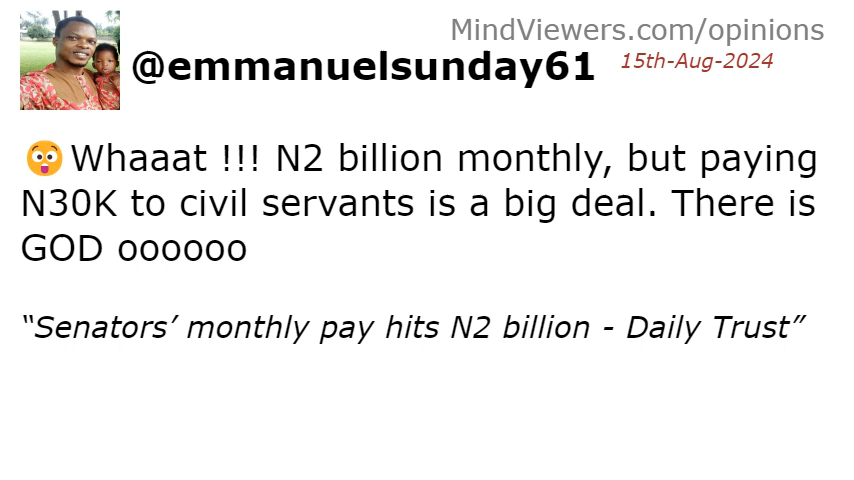 MindViewers.com/opinions
@emmanuelsunday61 15th-Aug-2024
😲Whaaat !!! N2 billion monthly, but paying
N30K to civil servants is a big deal. There is
GOD oooooo
“Senators’ monthly pay hits N2 billion - Daily Trust”